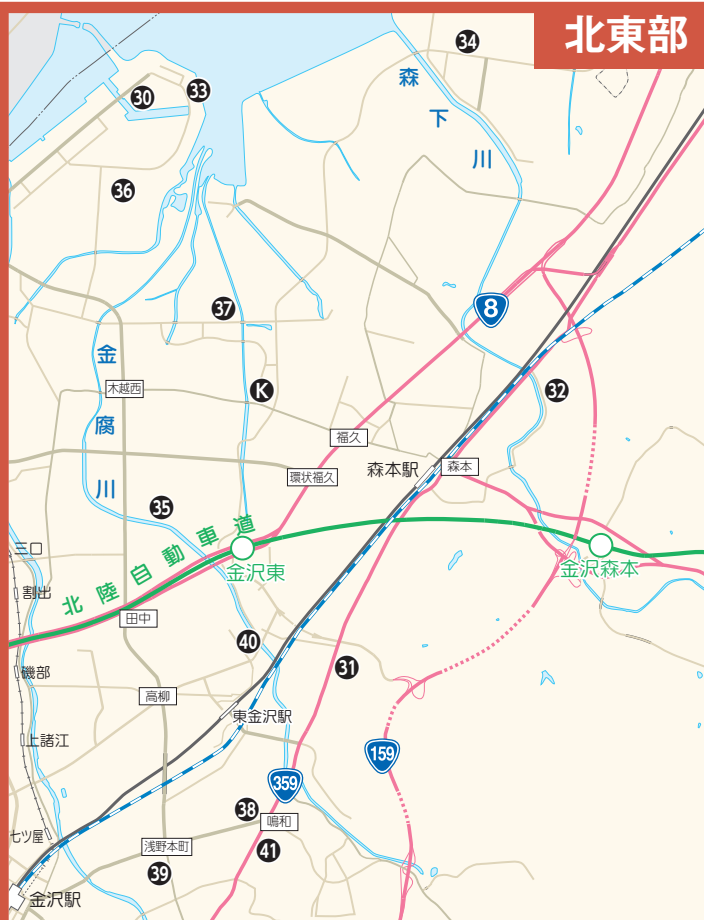 北東部
34
30
33
森下川
36
37
8
金腐川
木越西
K
32
福久
環状福久
森本駅
森本
35
北陸自動車道
三口
金沢東
金沢森本
割出
田中
40
磯部
31
高柳
東金沢駅
上諸江
159
359
38
鳴和
七ツ屋
浅野本町
41
39
金沢駅